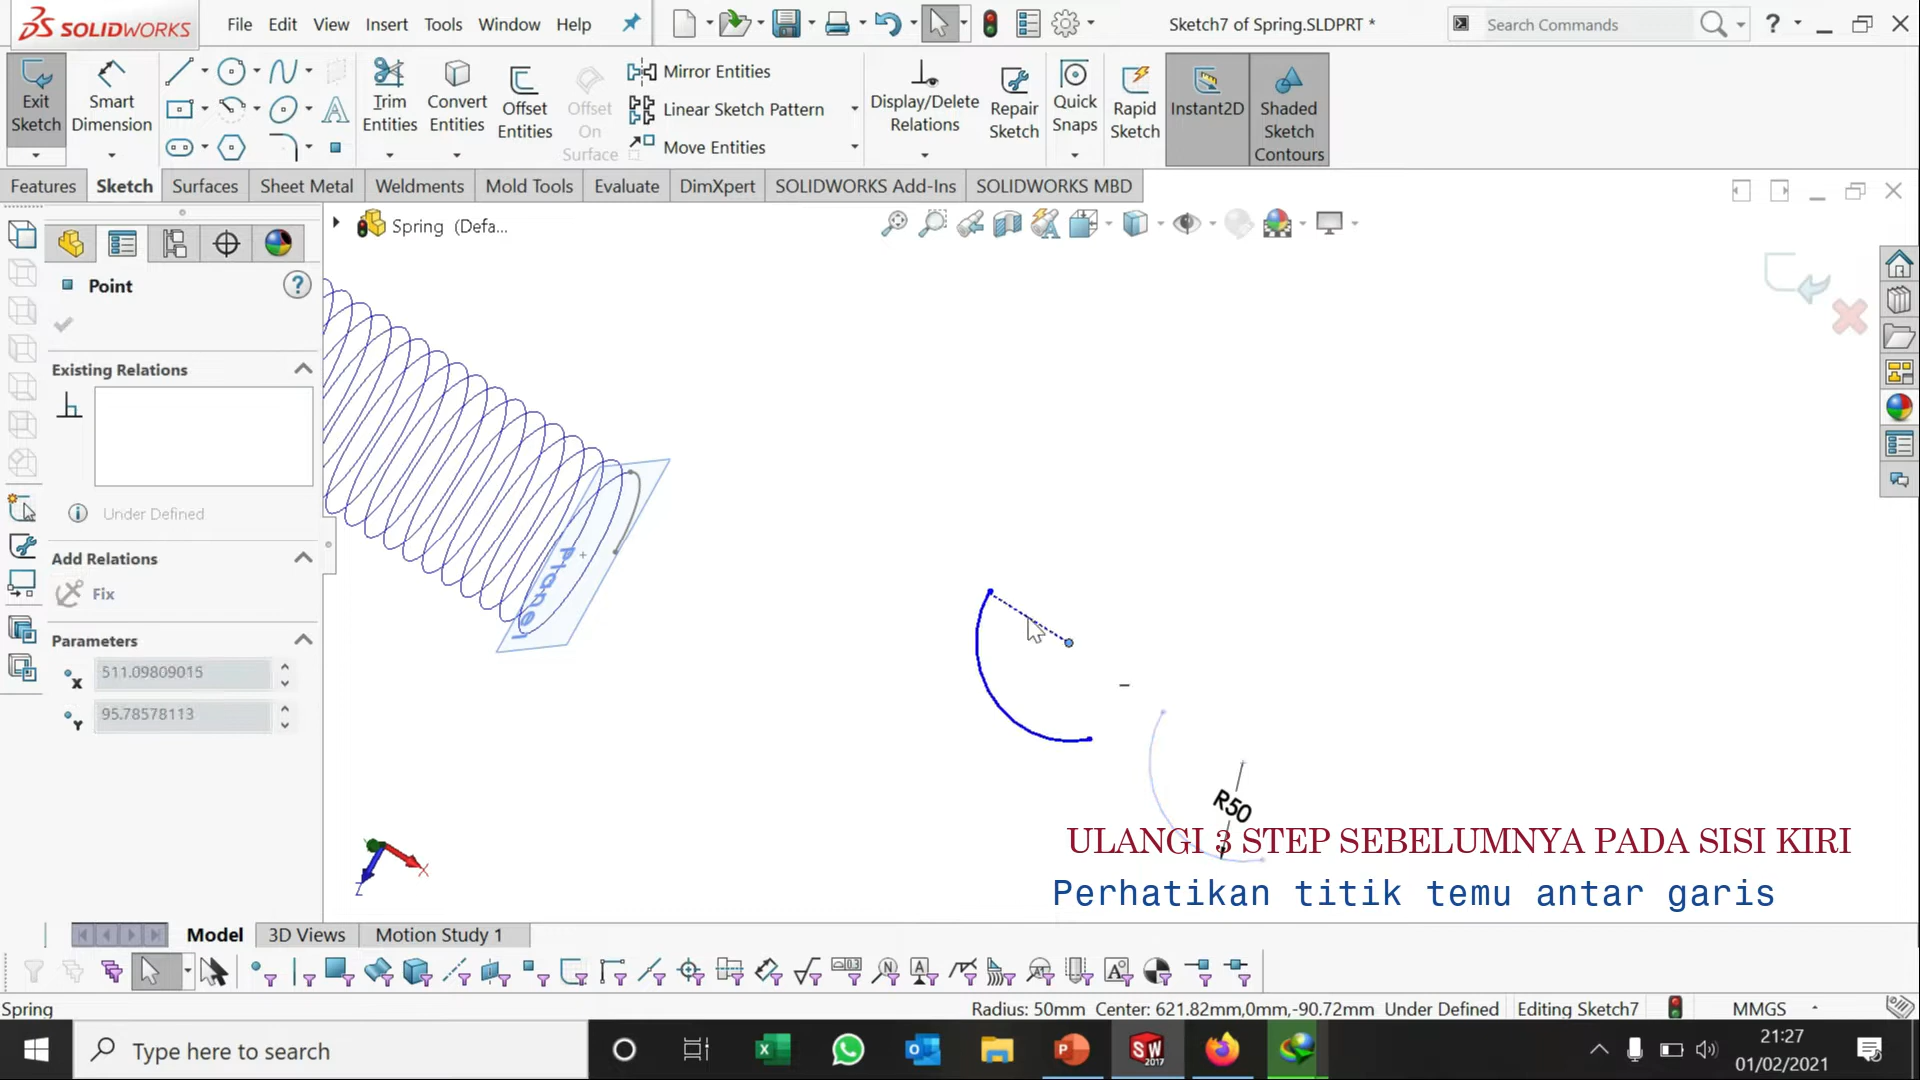 SOLIDWORKS
File Edit View Insert Tools Window Help
Sketch7 of Spring.SLDPRT *
Search Commands
Exit Sketch
Smart Dimension
Trim Entities
Convert Entities
Offset Entities
Offset On Surface
Mirror Entities
Linear Sketch Pattern
Move Entities
Display/Delete Relations
Repair Sketch
Quick Snaps
Rapid Sketch
Instant2D
Shaded Sketch Contours
Features Sketch Surfaces Sheet Metal Weldments Mold Tools Evaluate DimXpert SOLIDWORKS Add-Ins SOLIDWORKS MBD
Spring (Defa...
Point
Existing Relations
Under Defined
Add Relations
Fix
Parameters
X 511.09809015
Y 95.78578113
Plane1
R50
ULANGI 3 STEP SEBELUMNYA PADA SISI KIRI
Perhatikan titik temu antar garis
X
Z
Model 3D Views Motion Study 1
Spring
Radius: 50mm Center: 621.82mm,0mm,-90.72mm Under Defined Editing Sketch7 MMGS
Type here to search
SW 2017
21:27
01/02/2021